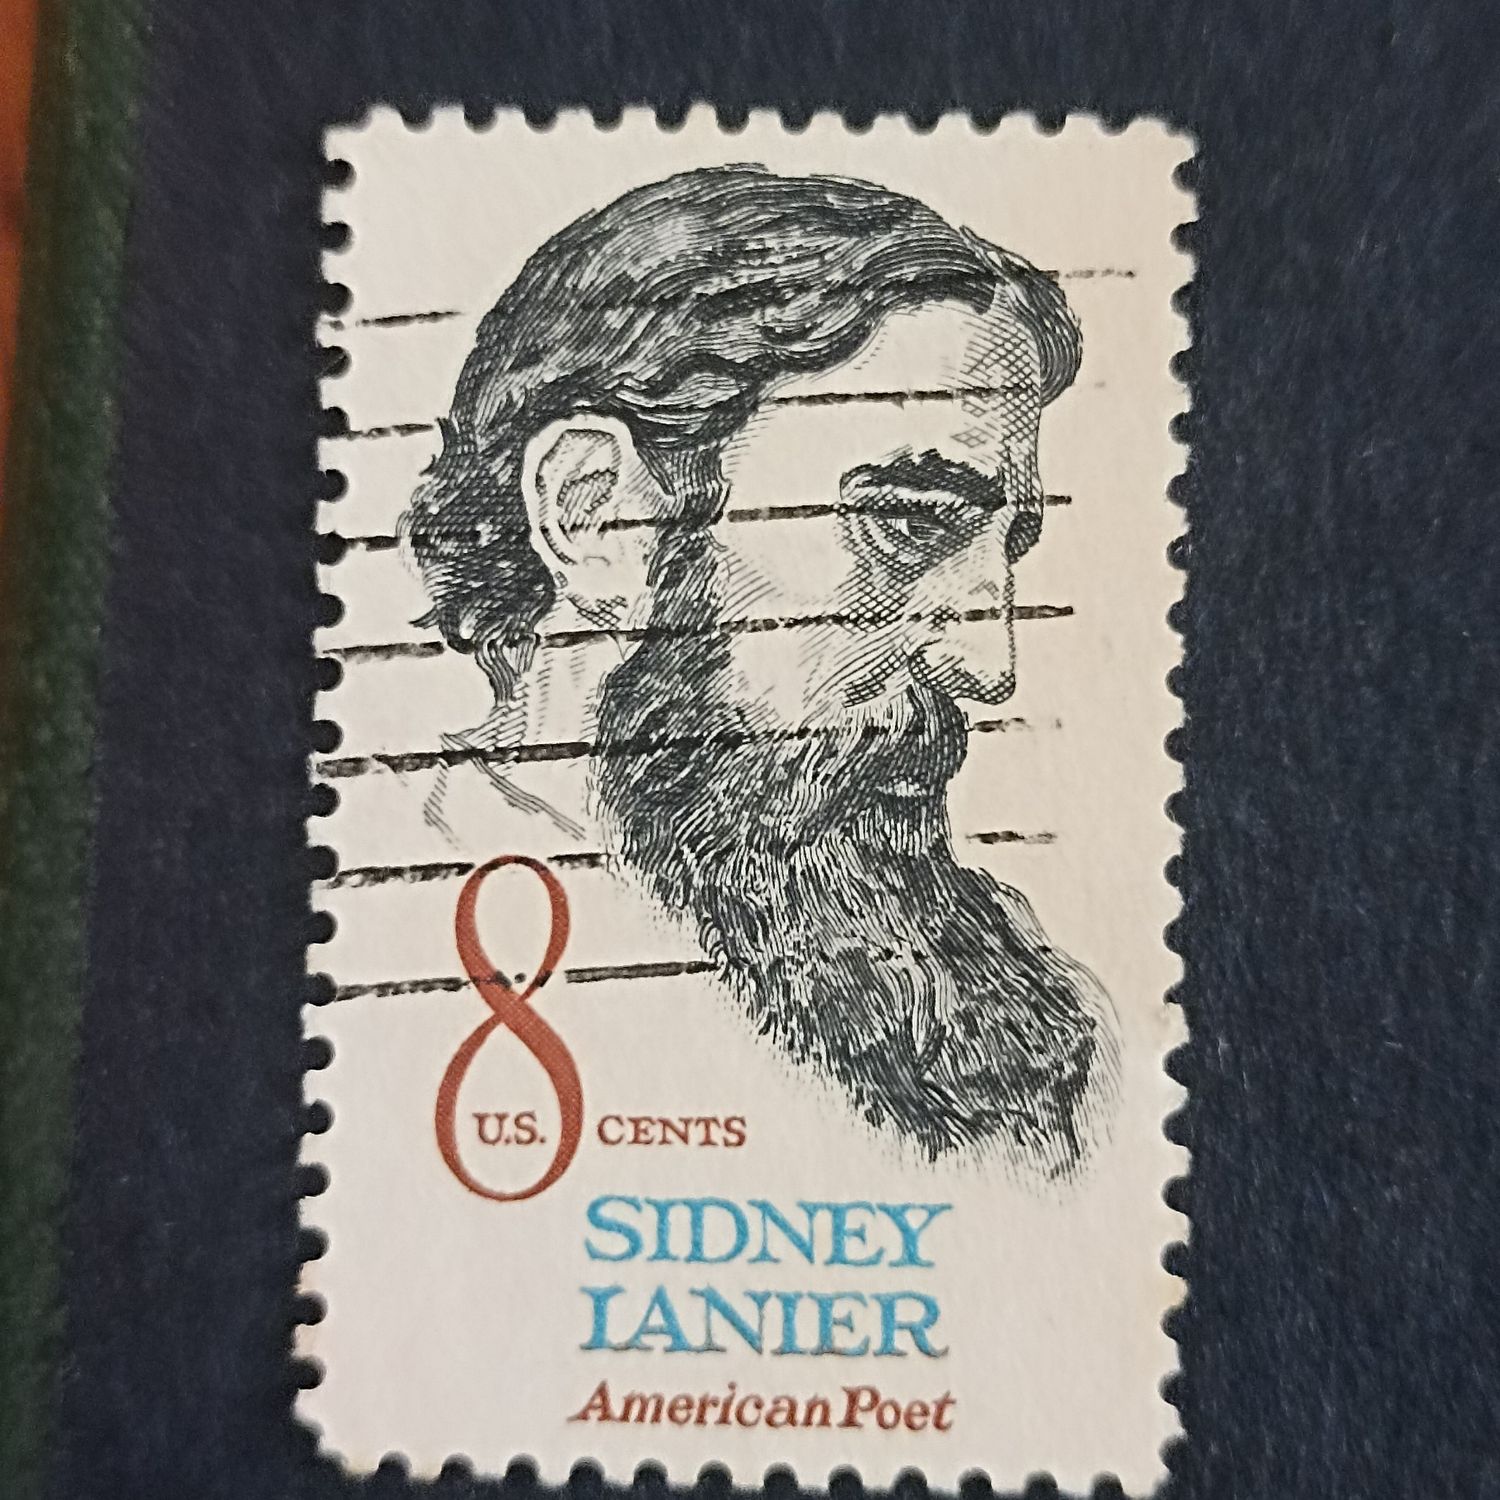 8
U.S. CENTS
SIDNEY
LANIER
American Poet